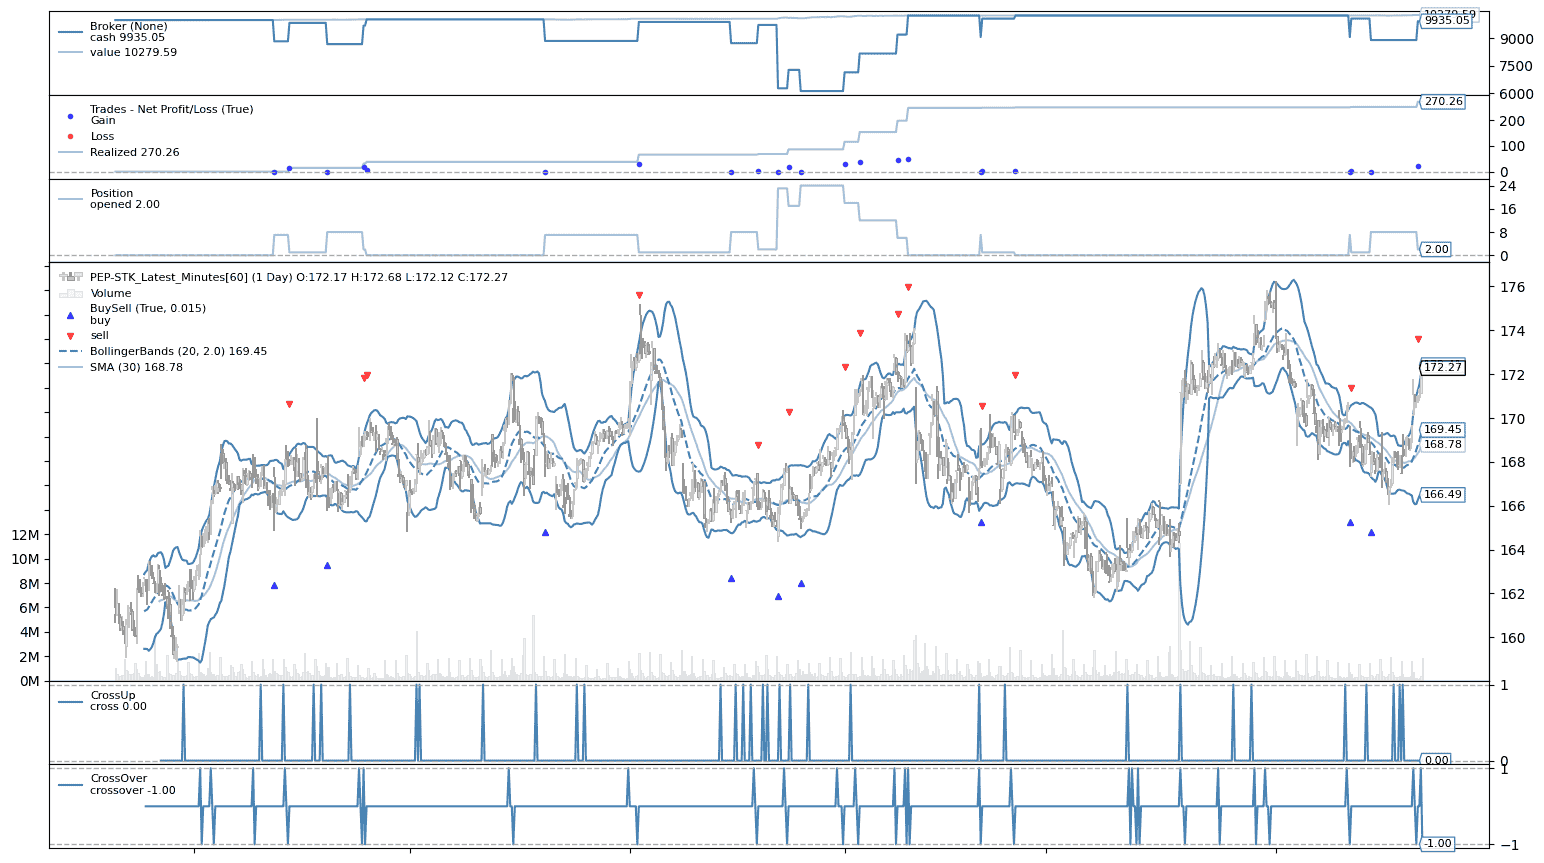 Broker (None)
cash 9935.05
value 10279.59
10279.59
9935.05
9000
7500
6000
Trades - Net Profit/Loss (True)
Gain
Loss
Realized 270.26
270.26
200
100
0
Position
opened 2.00
24
16
8
2.00
0
PEP-STK_Latest_Minutes[60] (1 Day) O:172.17 H:172.68 L:172.12 C:172.27
Volume
BuySell (True, 0.015)
buy
sell
BollingerBands (20, 2.0) 169.45
SMA (30) 168.78
176
174
172
170
168
166
164
162
160
172.27
169.45
168.78
166.49
12M
10M
8M
6M
4M
2M
0M
CrossUp
cross 0.00
1
0.00
0
CrossOver
crossover -1.00
1
-1.00
−1